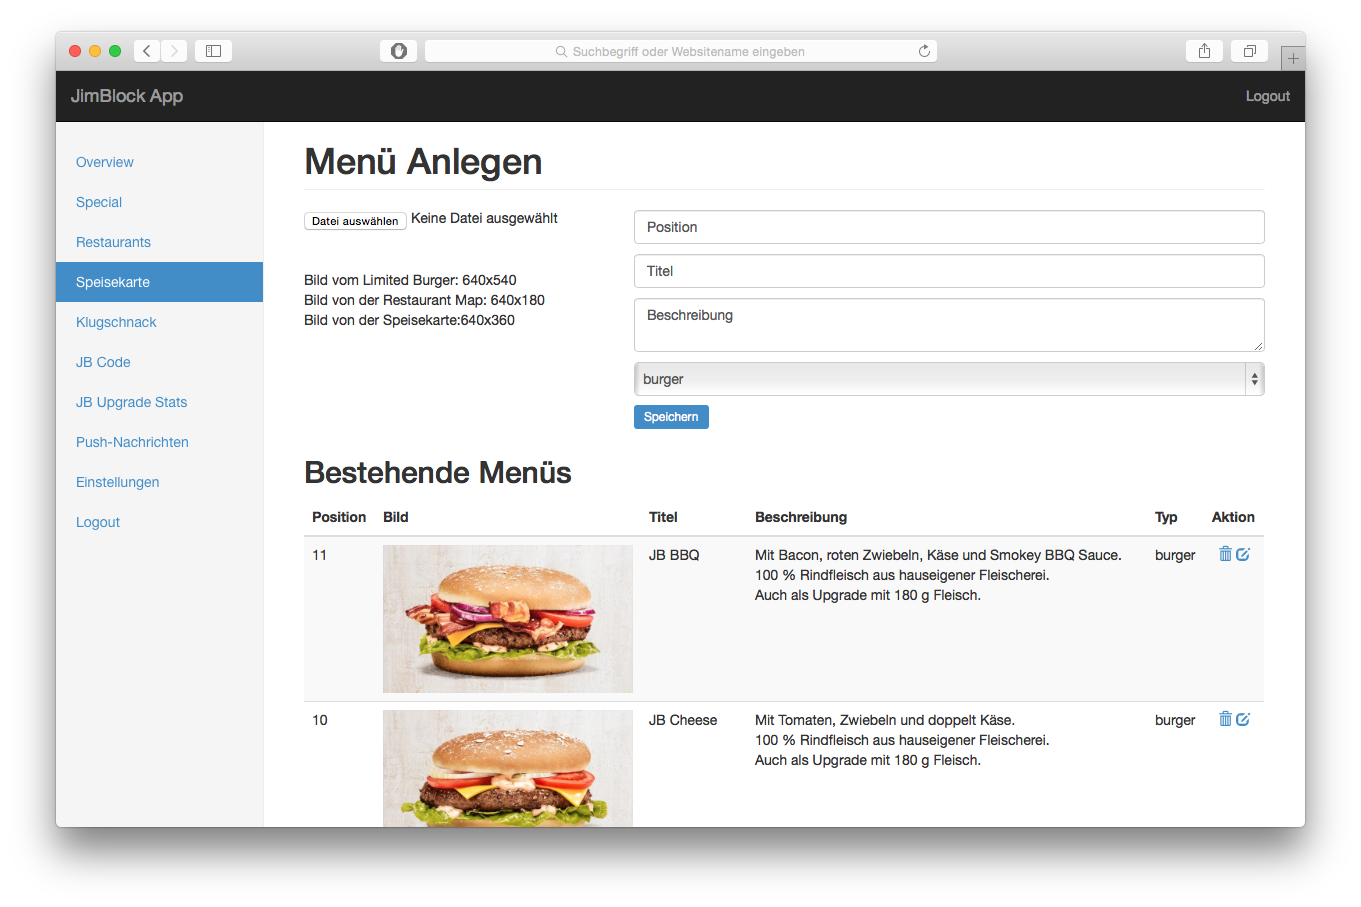 Suchbegriff oder Websitename eingeben
JimBlock App
Logout
Overview
Special
Restaurants
Speisekarte
Klugschnack
JB Code
JB Upgrade Stats
Push-Nachrichten
Einstellungen
Logout
Menü Anlegen
Datei auswählen Keine Datei ausgewählt
Bild vom Limited Burger: 640x540
Bild von der Restaurant Map: 640x180
Bild von der Speisekarte:640x360
Position
Titel
Beschreibung
burger
Speichern
Bestehende Menüs
Position Bild Titel Beschreibung Typ Aktion
11 JB BBQ Mit Bacon, roten Zwiebeln, Käse und Smokey BBQ Sauce. burger
100 % Rindfleisch aus hauseigener Fleischerei.
Auch als Upgrade mit 180 g Fleisch.
10 JB Cheese Mit Tomaten, Zwiebeln und doppelt Käse. burger
100 % Rindfleisch aus hauseigener Fleischerei.
Auch als Upgrade mit 180 g Fleisch.